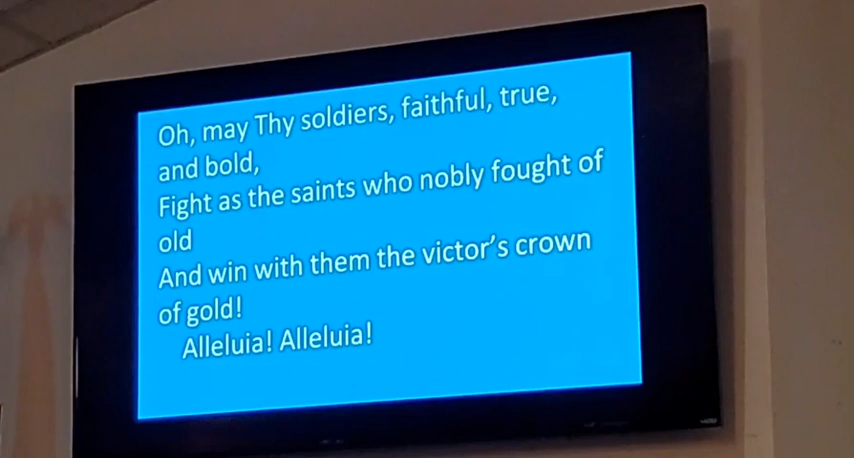 Oh, may Thy soldiers, faithful, true,
and bold,
Fight as the saints who nobly fought of
old
And win with them the victor's crown
of gold!
Alleluia! Alleluia!